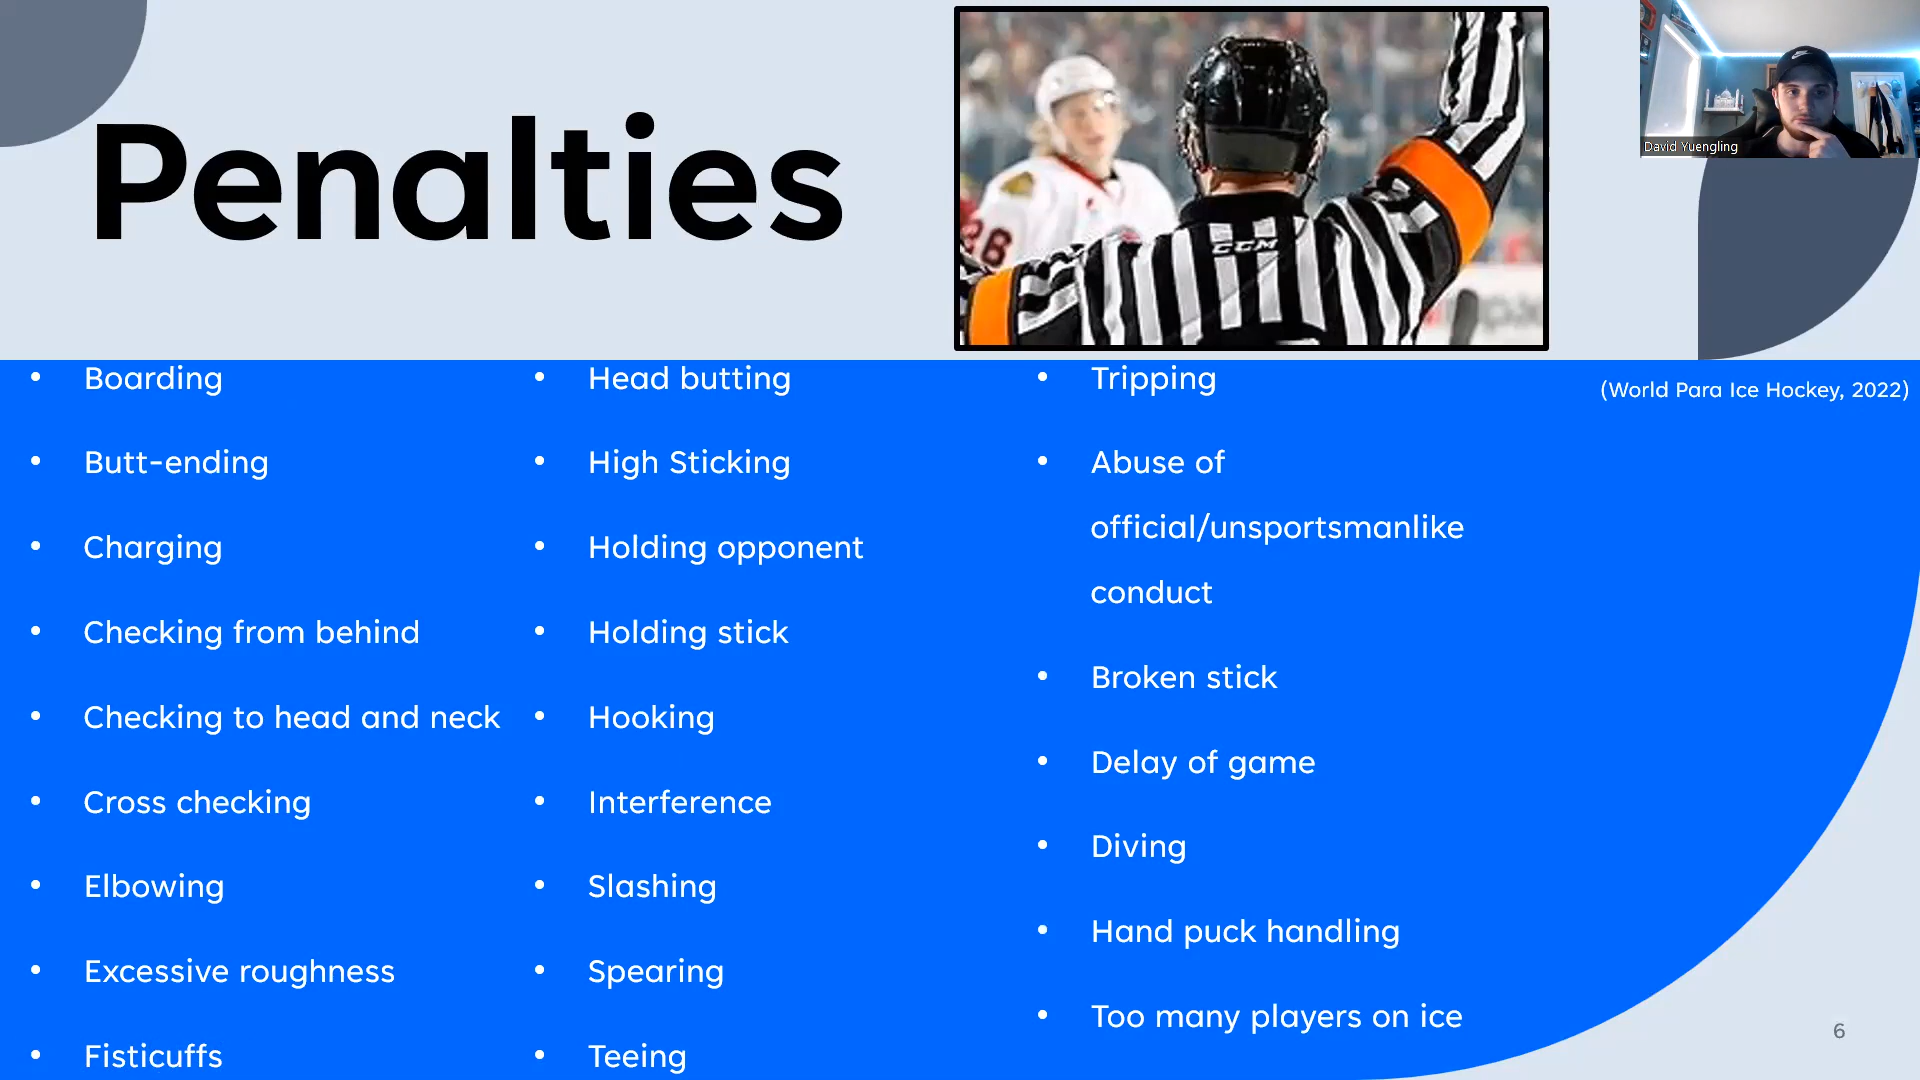 Penalties
CCM
David Yuengling
Boarding
Butt-ending
Charging
Checking from behind
Checking to head and neck
Cross checking
Elbowing
Excessive roughness
Fisticuffs
Head butting
High Sticking
Holding opponent
Holding stick
Hooking
Interference
Slashing
Spearing
Teeing
Tripping
Abuse of
official/unsportsmanlike
conduct
Broken stick
Delay of game
Diving
Hand puck handling
Too many players on ice
(World Para Ice Hockey, 2022)
6